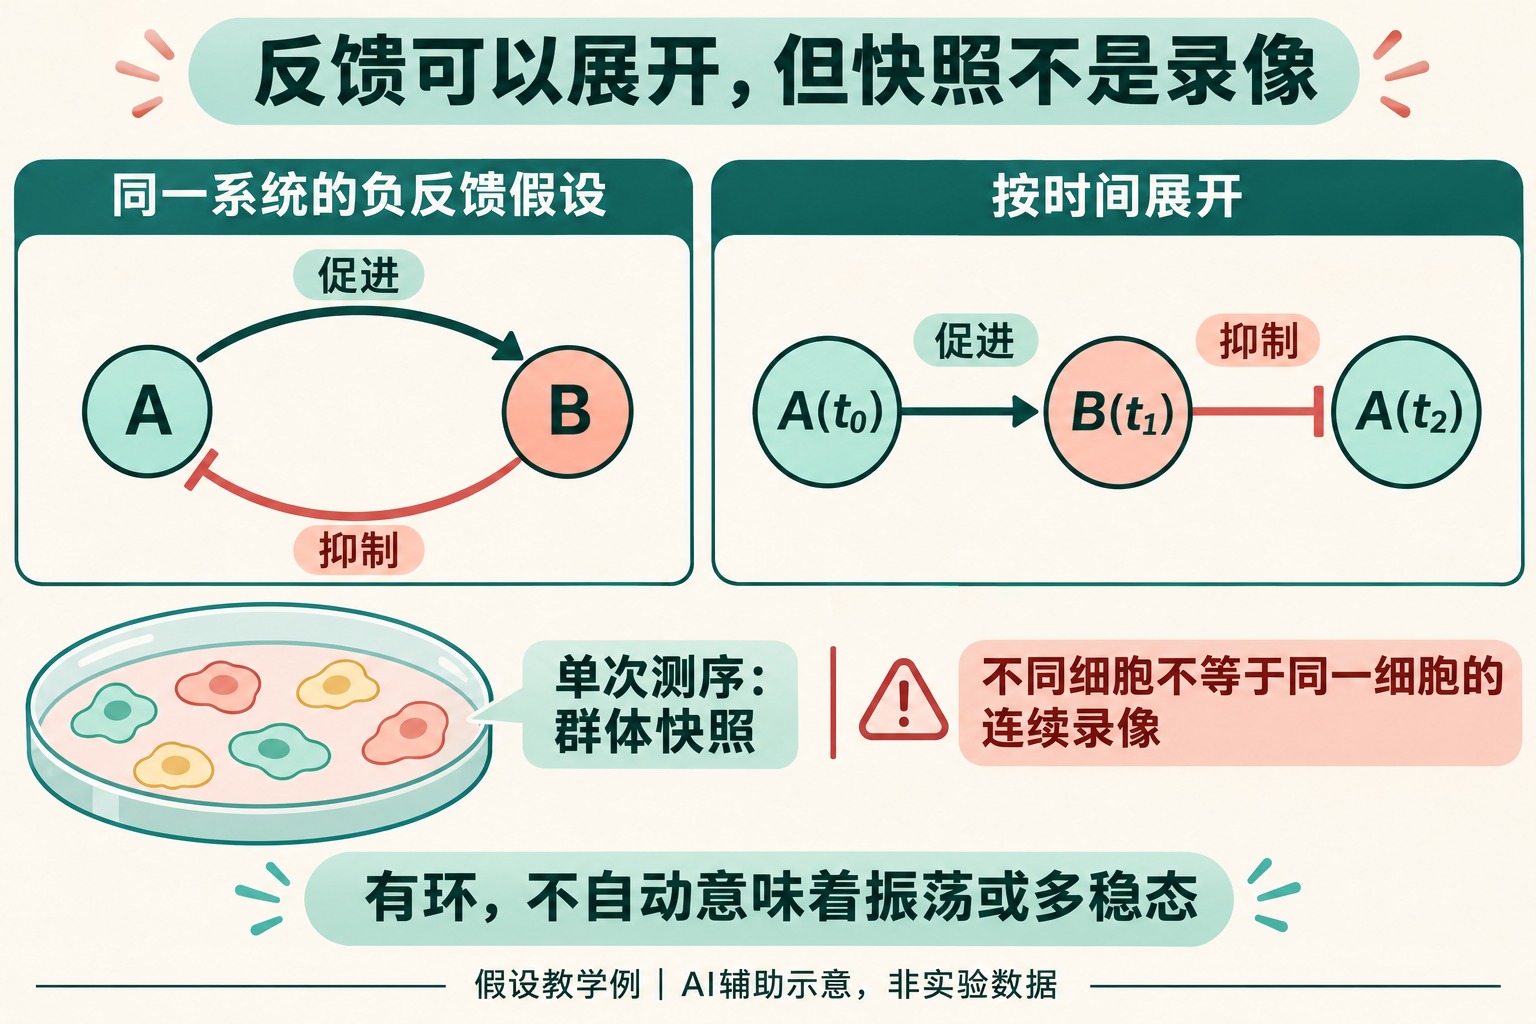 反馈可以展开，但快照不是录像
同一系统的负反馈假设
促进
A
B
抑制
按时间展开
促进
抑制
A(t₀)
B(t₁)
A(t₂)
单次测序：
群体快照
不同细胞不等于同一细胞的
连续录像
有环，不自动意味着振荡或多稳态
假设教学例｜AI辅助示意，非实验数据